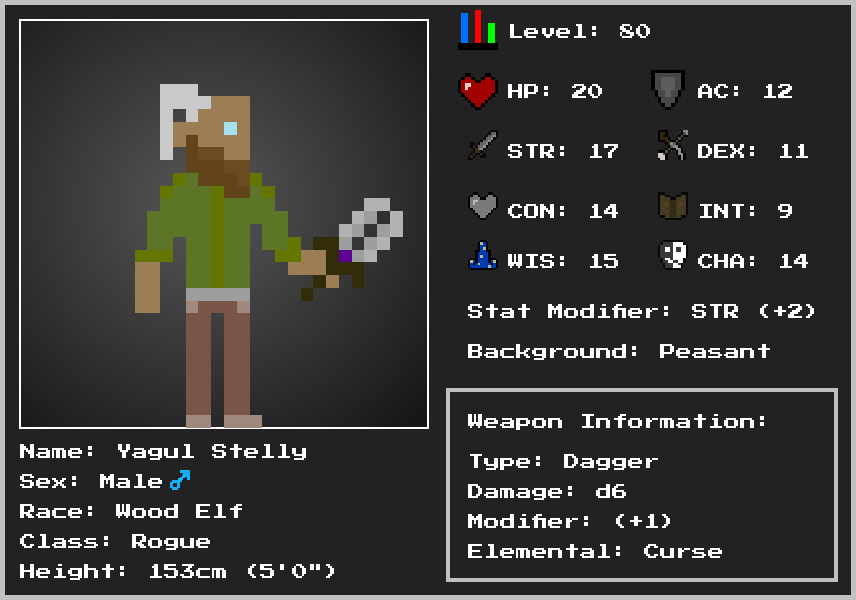 Level: 80
HP: 20
AC: 12
STR: 17
DEX: 11
CON: 14
INT: 9
WIS: 15
CHA: 14
Stat Modifier: STR (+2)
Background: Peasant
Weapon Information:
Type: Dagger
Damage: d6
Modifier: (+1)
Elemental: Curse
Name: Yagul Stelly
Sex: Male ♂
Race: Wood Elf
Class: Rogue
Height: 153cm (5'0")